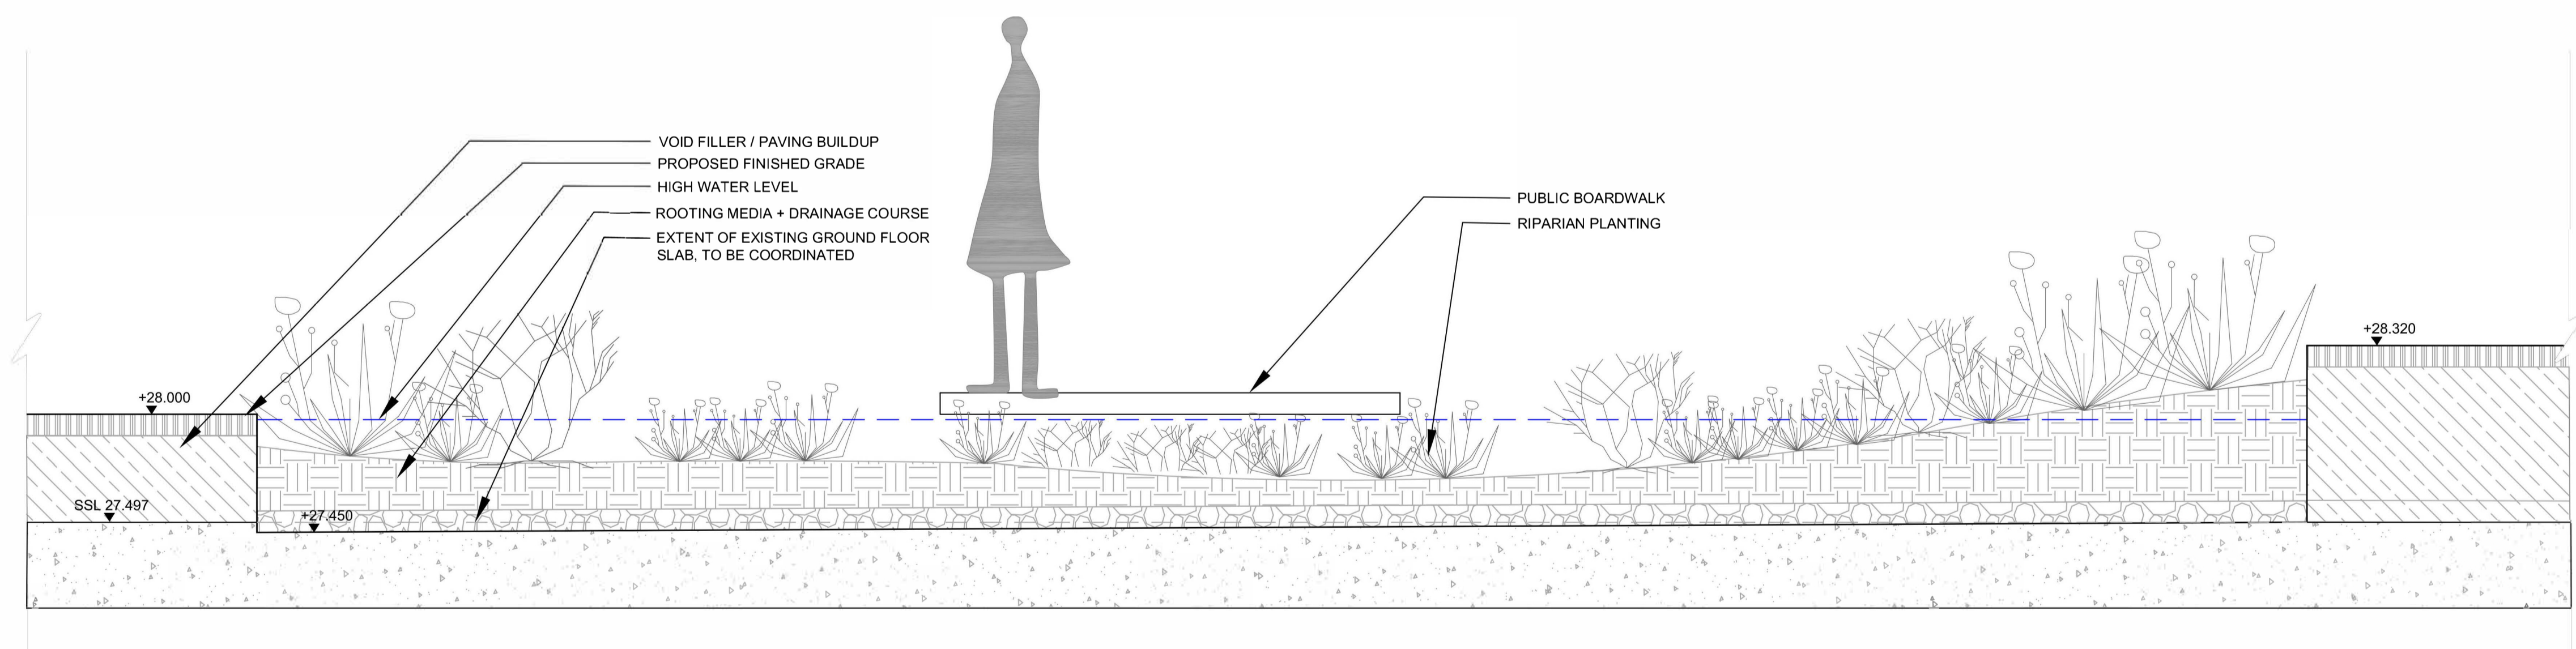 VOID FILLER / PAVING BUILDUP
PROPOSED FINISHED GRADE
HIGH WATER LEVEL
ROOTING MEDIA + DRAINAGE COURSE
EXTENT OF EXISTING GROUND FLOOR
SLAB, TO BE COORDINATED
PUBLIC BOARDWALK
RIPARIAN PLANTING
+28.320
+28.000
SSL 27.497
+27.450